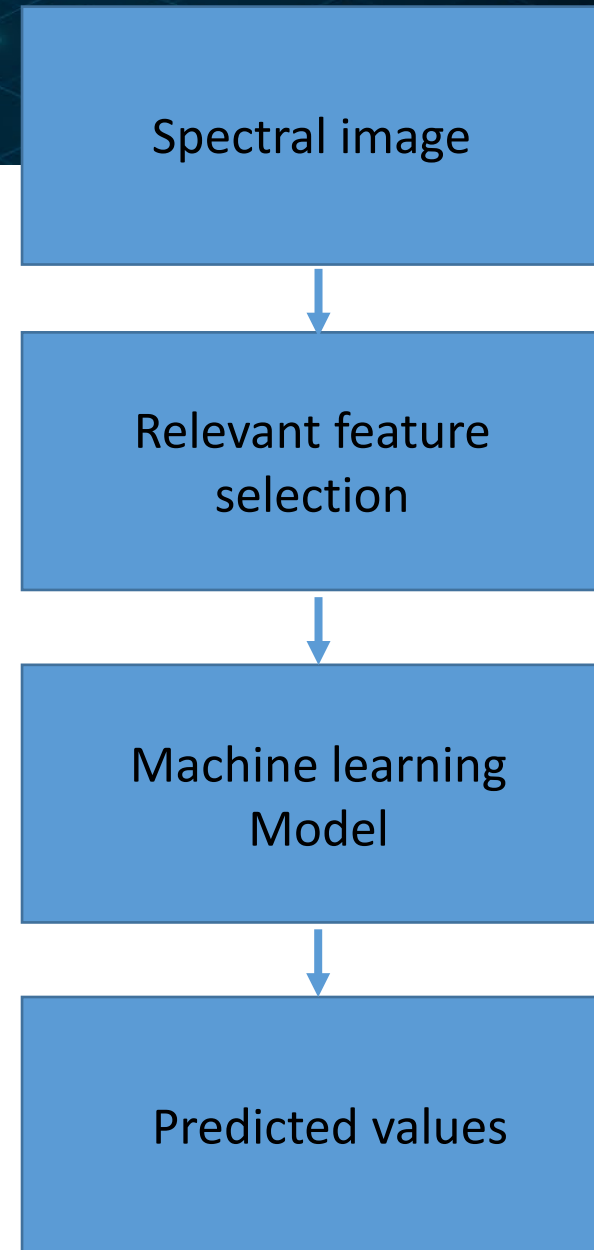 Spectral image
Relevant feature
selection
Machine learning
Model
Predicted values